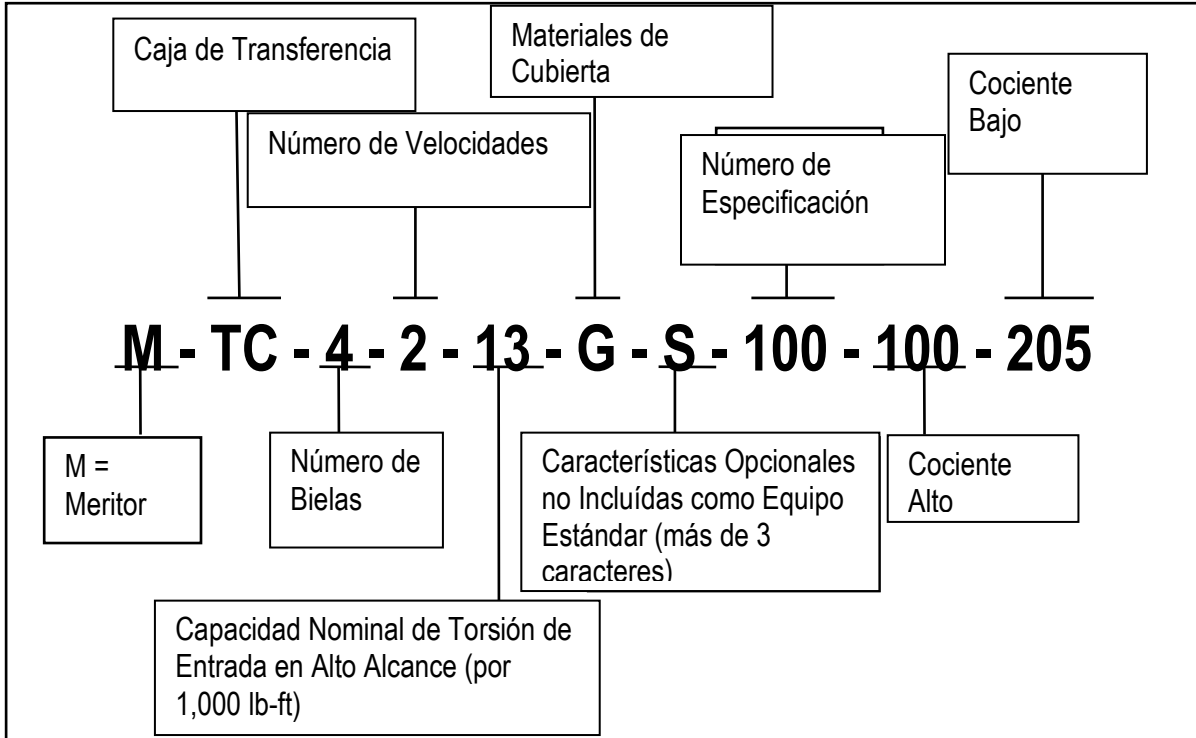 Caja de Transferencia
Materiales de
Cubierta
Cociente
Bajo
Número de Velocidades
Número de
Especificación
M - TC - 4 - 2 - 13 - G - S - 100 - 100 - 205
M =
Meritor
Número de
Bielas
Características Opcionales
no Incluídas como Equipo
Estándar (más de 3
caracteres)
Cociente
Alto
Capacidad Nominal de Torsión de
Entrada en Alto Alcance (por
1,000 lb-ft)